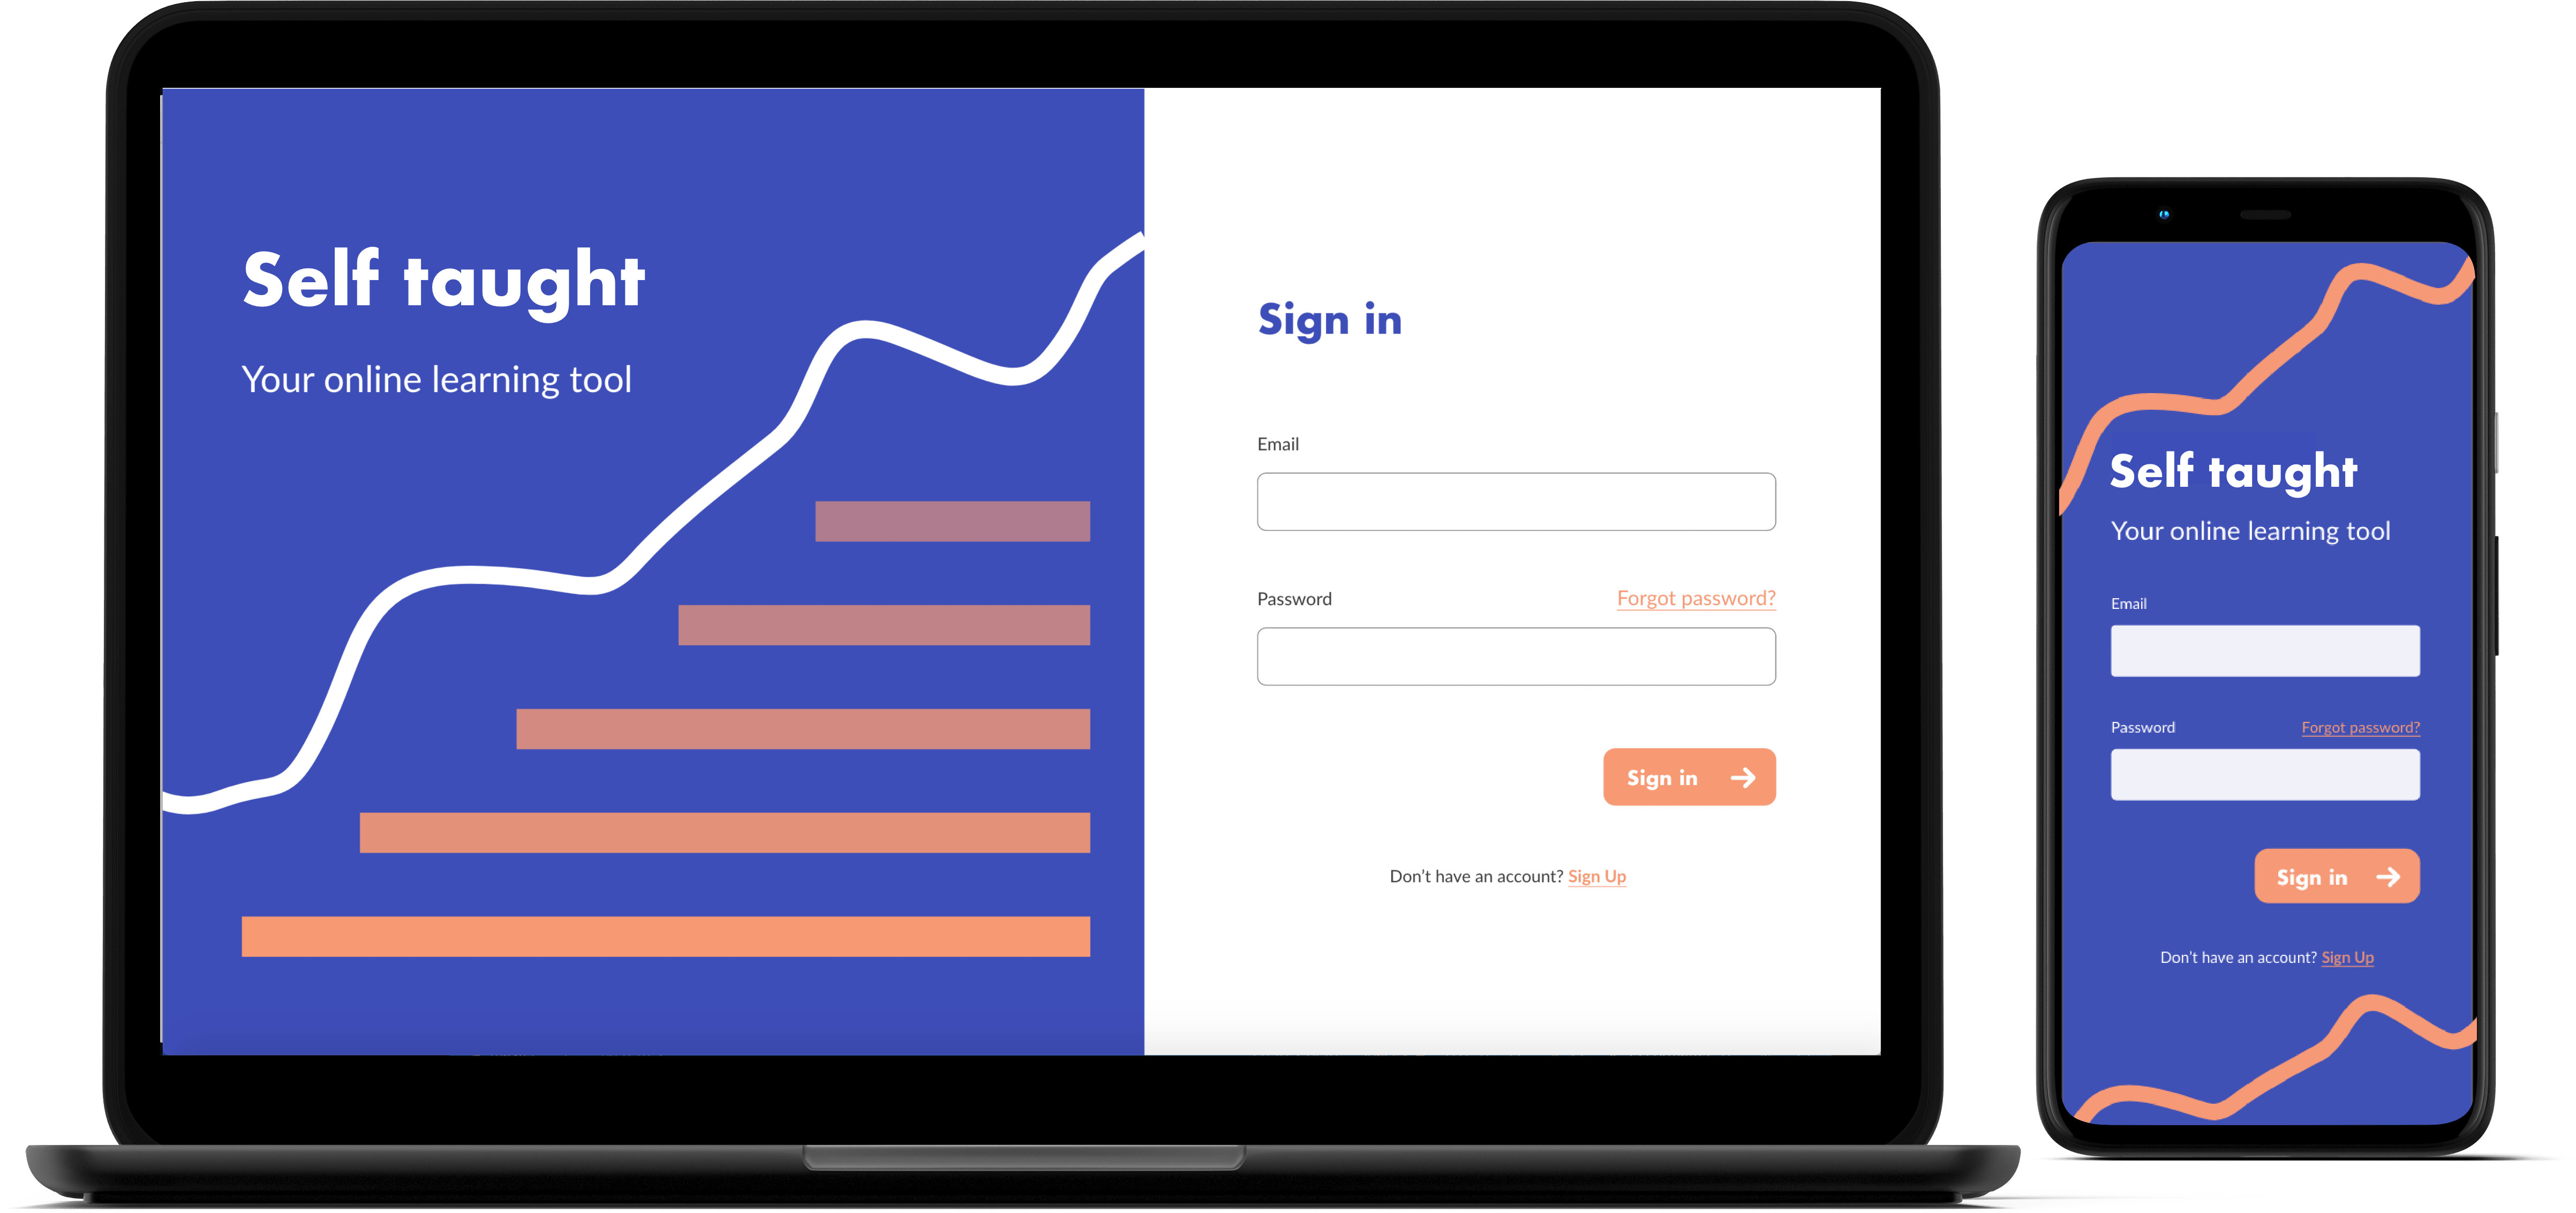 Self taught
Your online learning tool
Sign in
Email
Password
Forgot password?
Sign in
Don't have an account? Sign Up
Self taught
Your online learning tool
Email
Password
Forgot password?
Sign in
Don't have an account? Sign Up